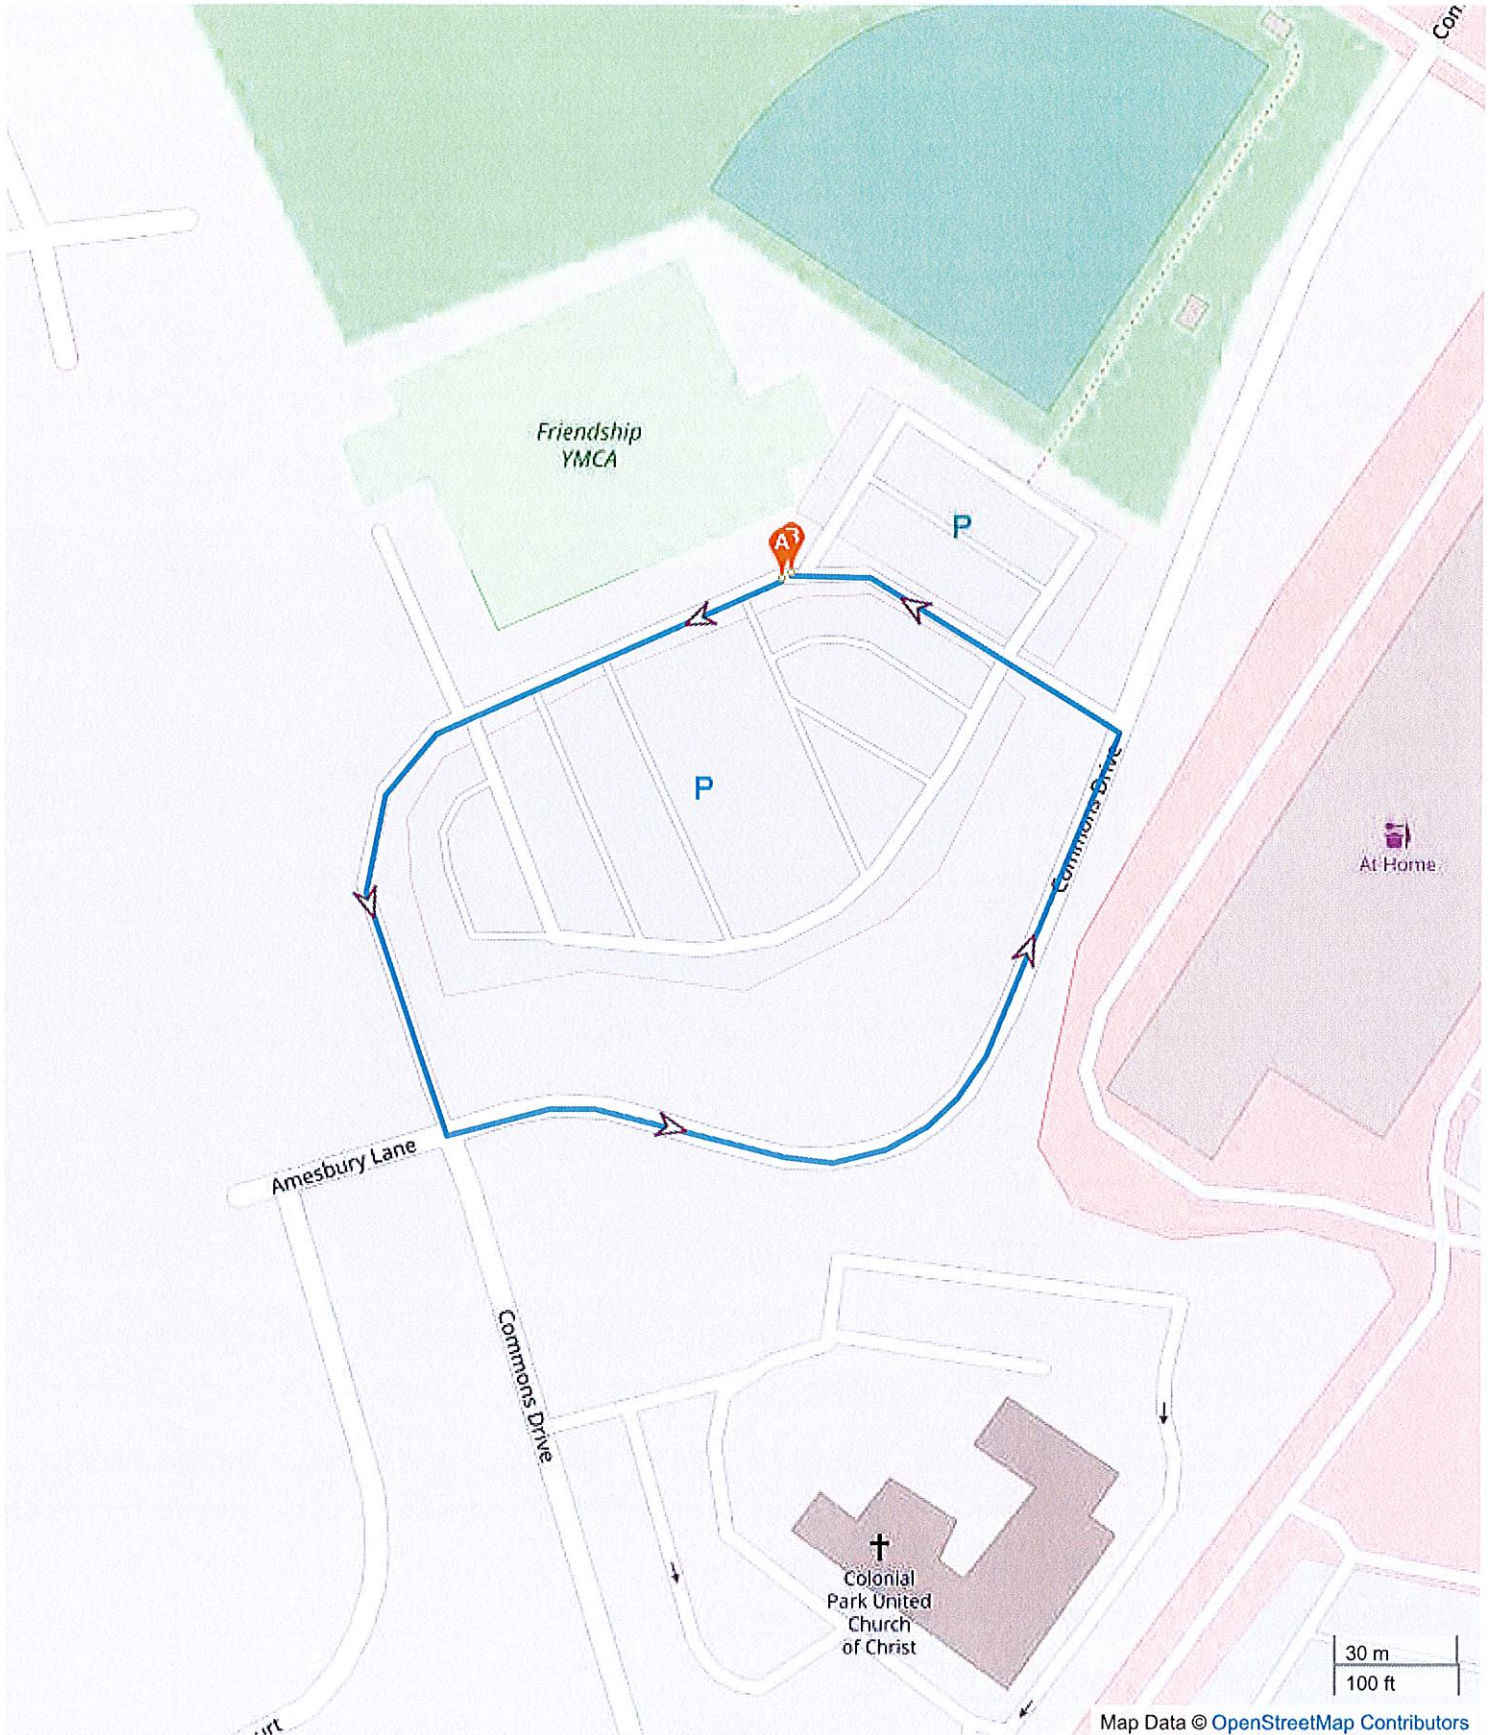 Con
Friendship
YMCA
P
A
P
Commons Drive
At Home
Amesbury Lane
Commons Drive
Colonial
Park United
Church
of Christ
30 m
100 ft
urt
Map Data © OpenStreetMap Contributors